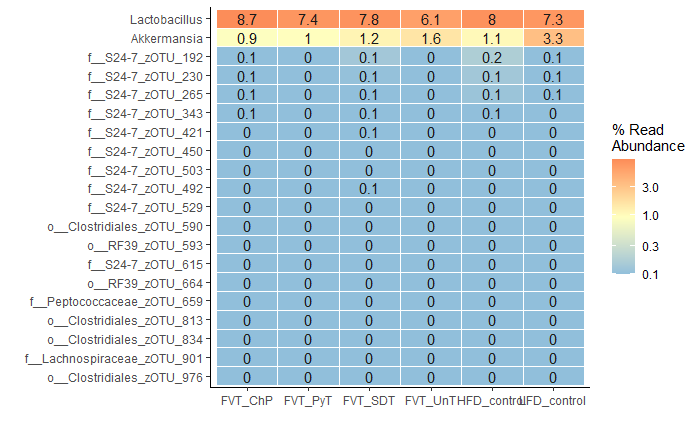 Lactobacillus 8.7 7.4 7.8 6.1 8 7.3
Akkermansia 0.9 1 1.2 1.6 1.1 3.3
f__S24-7_zOTU_192 0.1 0 0.1 0 0.2 0.1
f__S24-7_zOTU_230 0.1 0 0.1 0 0.1 0.1
f__S24-7_zOTU_265 0.1 0 0.1 0 0.1 0.1
f__S24-7_zOTU_343 0.1 0 0.1 0 0.1 0
f__S24-7_zOTU_421 0 0 0.1 0 0 0
f__S24-7_zOTU_450 0 0 0 0 0 0
f__S24-7_zOTU_503 0 0 0 0 0 0
f__S24-7_zOTU_492 0 0 0.1 0 0 0
f__S24-7_zOTU_529 0 0 0 0 0 0
o__Clostridiales_zOTU_590 0 0 0 0 0 0
o__RF39_zOTU_593 0 0 0 0 0 0
f__S24-7_zOTU_615 0 0 0 0 0 0
o__RF39_zOTU_664 0 0 0 0 0 0
f__Peptococcaceae_zOTU_659 0 0 0 0 0 0
o__Clostridiales_zOTU_813 0 0 0 0 0 0
o__Clostridiales_zOTU_834 0 0 0 0 0 0
f__Lachnospiraceae_zOTU_901 0 0 0 0 0 0
o__Clostridiales_zOTU_976 0 0 0 0 0 0
FVT_ChP FVT_PyT FVT_SDT FVT_UnT HFD_control LFD_control
% Read
Abundance
3.0
1.0
0.3
0.1